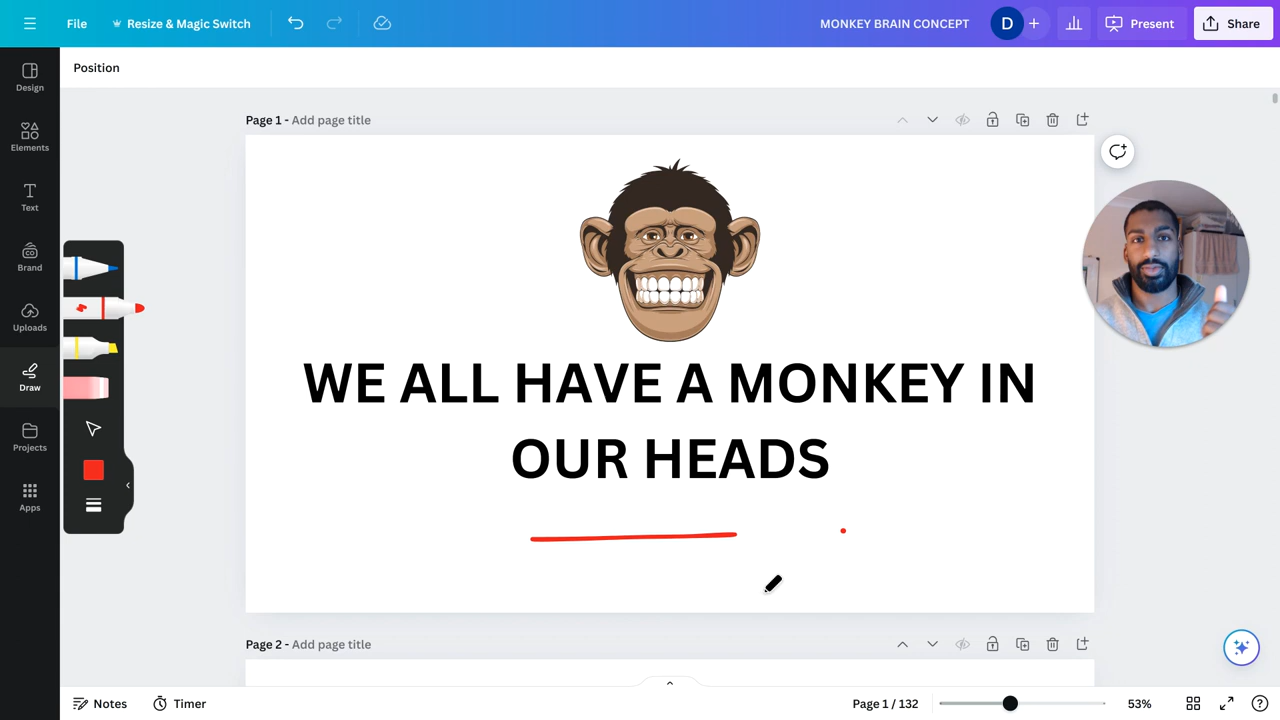 File
Resize & Magic Switch
MONKEY BRAIN CONCEPT
D
Present
Share
Position
Design
Elements
Text
Brand
Uploads
Draw
Projects
Apps
Page 1 - Add page title
WE ALL HAVE A MONKEY IN
OUR HEADS
Page 2 - Add page title
Notes
Timer
Page 1 / 132
53%